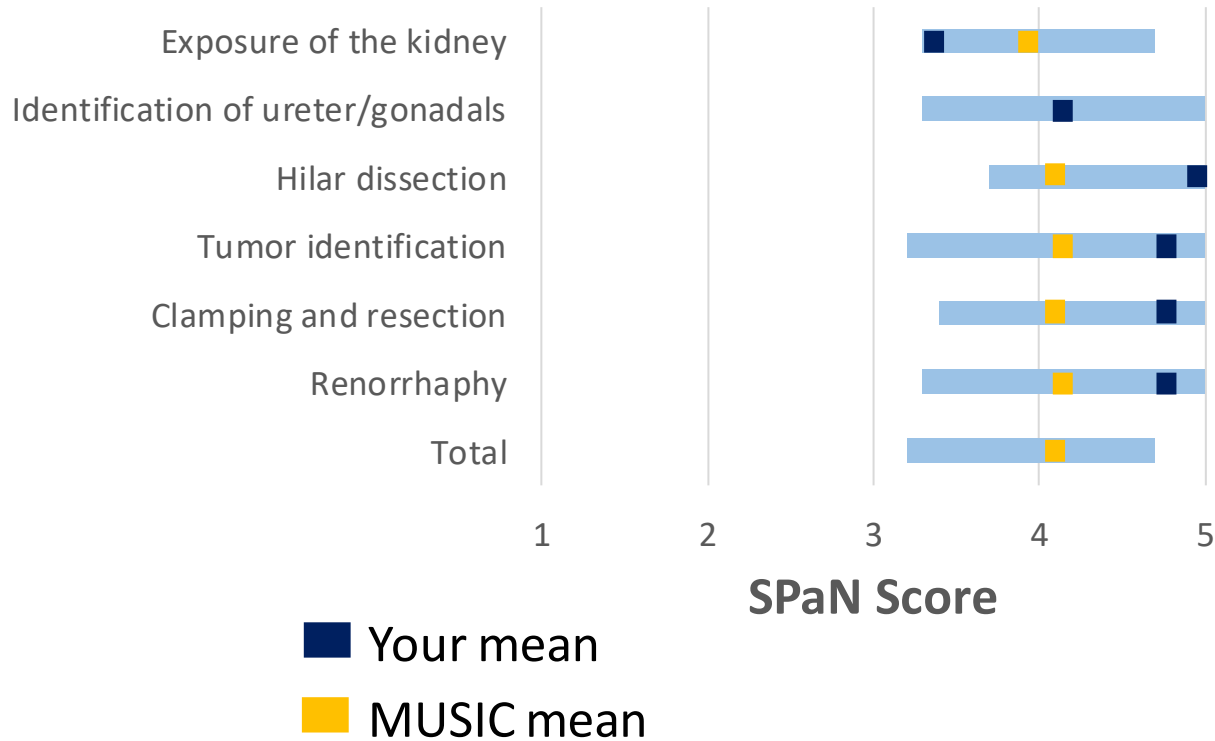 Exposure of the kidney
Identification of ureter/gonadals
Hilar dissection
Tumor identification
Clamping and resection
Renorrhaphy
Total
1 2 3 4 5
SPaN Score
Your mean
MUSIC mean